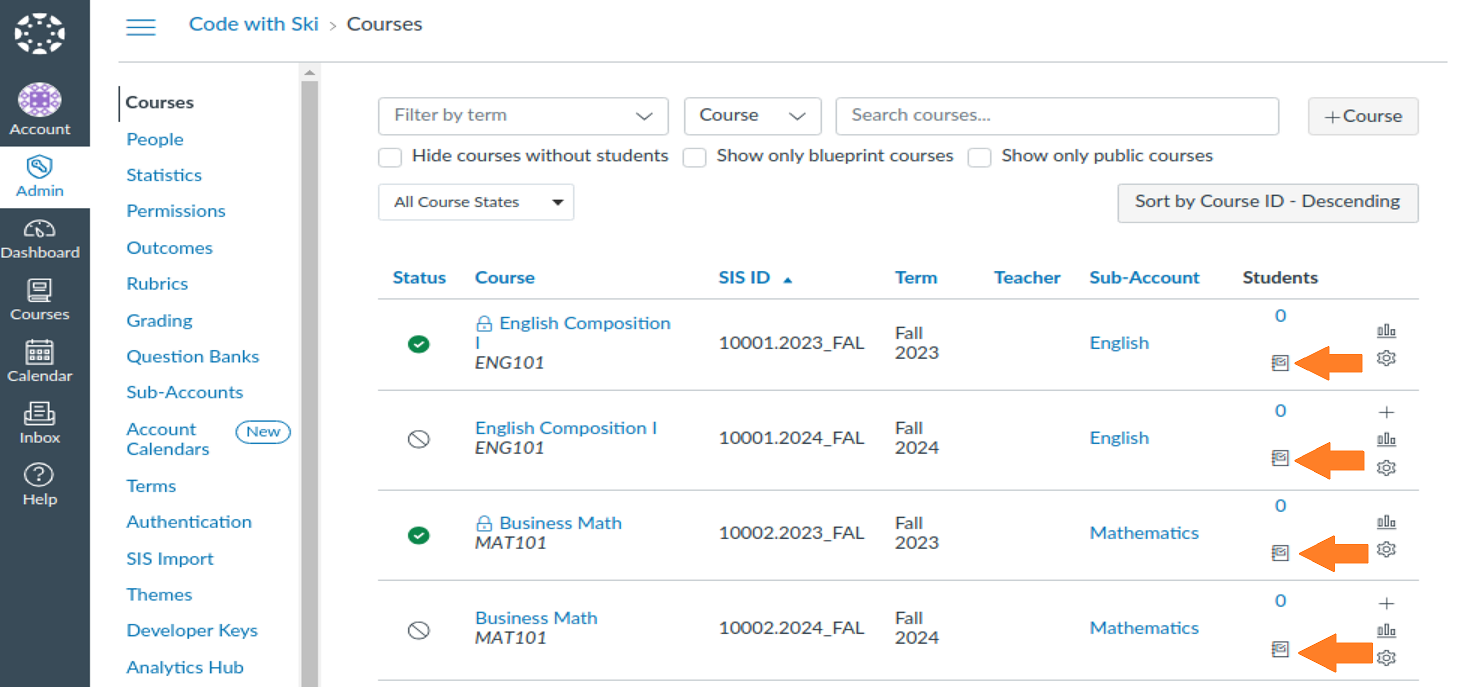 Code with Ski > Courses
Account
Admin
Dashboard
Courses
Calendar
Inbox
Help
Courses
People
Statistics
Permissions
Outcomes
Rubrics
Grading
Question Banks
Sub-Accounts
Account
Calendars
New
Terms
Authentication
SIS Import
Themes
Developer Keys
Analytics Hub
Filter by term
Course
Search courses...
+Course
Hide courses without students
Show only blueprint courses
Show only public courses
All Course States
Sort by Course ID - Descending
Status Course SIS ID Term Teacher Sub-Account Students
English Composition
I
ENG101
10001.2023_FAL
Fall
2023
English
0
English Composition I
ENG101
10001.2024_FAL
Fall
2024
English
0
Business Math
MAT101
10002.2023_FAL
Fall
2023
Mathematics
0
Business Math
MAT101
10002.2024_FAL
Fall
2024
Mathematics
0